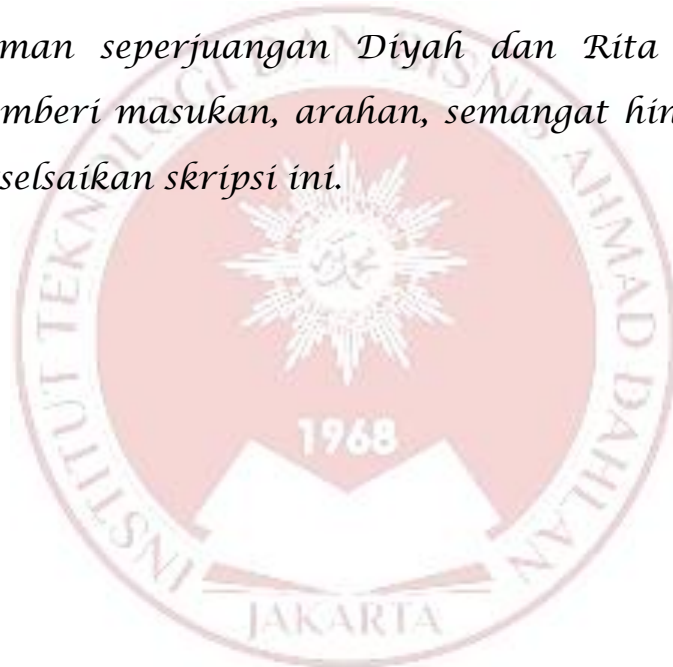 man seperjuangan Diyah dan Rita
mberi masukan, arahan, semangat hin
selsaikan skripsi ini.
INSTITUT TEKNOLOGI DAN BISNIS AHMAD DAHLAN
1968
JAKARTA